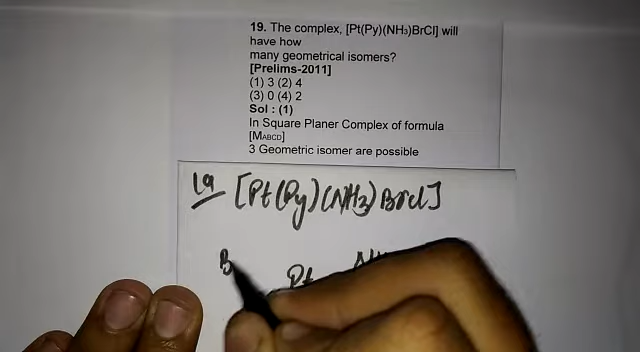 19. The complex, [Pt(Py)(NH₃)BrCl] will
have how
many geometrical isomers?
[Prelims-2011]
(1) 3 (2) 4
(3) 0 (4) 2
Sol : (1)
In Square Planer Complex of formula
[MABCD]
3 Geometric isomer are possible
19 [Pt(Py)(NH₃)BrCl]
Pt